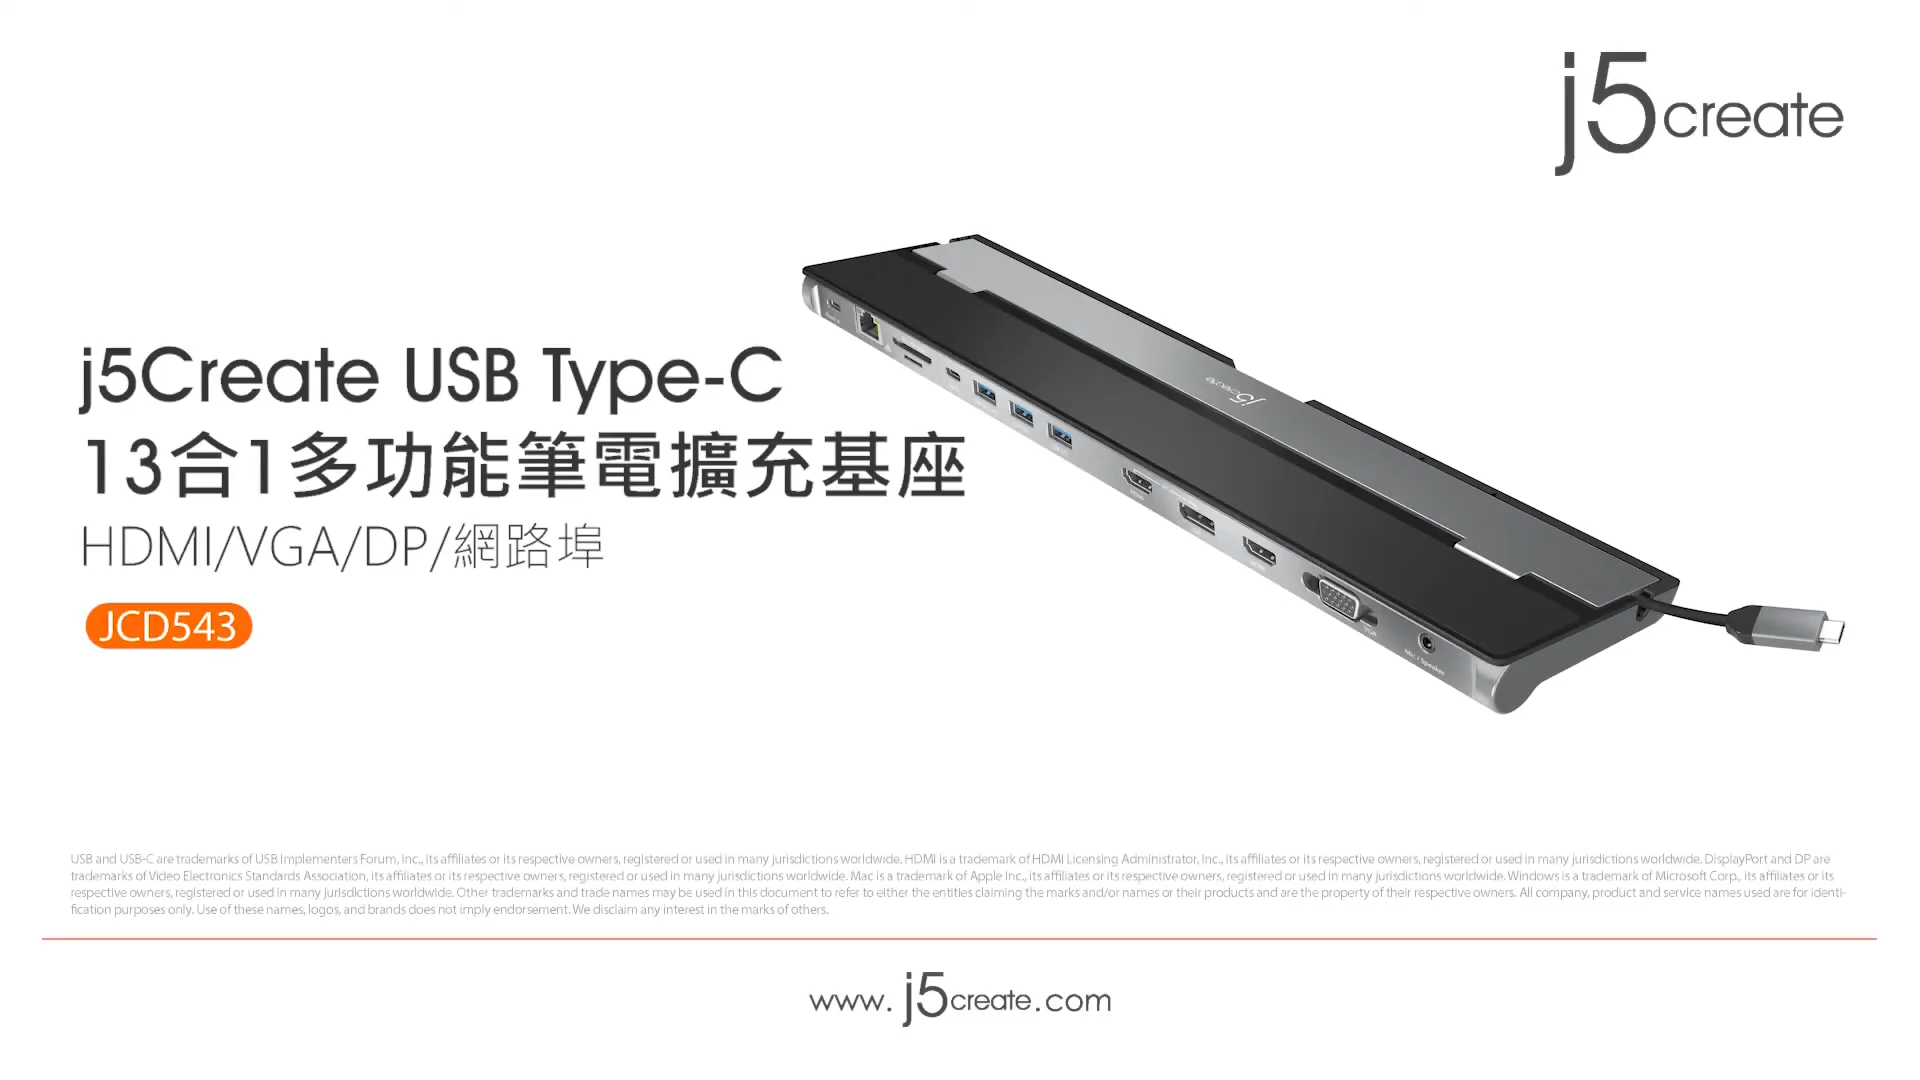 j5create
j5Create USB Type-C
13合1多功能筆電擴充基座
HDMI/VGA/DP/網路埠
JCD543
j5create
VGA
Mic / Speaker
USB and USB-C are trademarks of USB Implementers Forum, Inc., its affiliates or its respective owners, registered or used in many jurisdictions worldwide. HDMI is a trademark of HDMI Licensing Administrator, Inc., its affiliates or its respective owners, registered or used in many jurisdictions worldwide. DisplayPort and DP are
trademarks of Video Electronics Standards Association, its affiliates or its respective owners, registered or used in many jurisdictions worldwide. Mac is a trademark of Apple Inc., its affiliates or its respective owners, registered or used in many jurisdictions worldwide. Windows is a trademark of Microsoft Corp., its affiliates or its
respective owners, registered or used in many jurisdictions worldwide. Other trademarks and trade names may be used in this document to refer to either the entities claiming the marks and/or names or their products and are the property of their respective owners. All company, product and service names used are for identi-
fication purposes only. Use of these names, logos, and brands does not imply endorsement. We disclaim any interest in the marks of others.
www.j5create.com